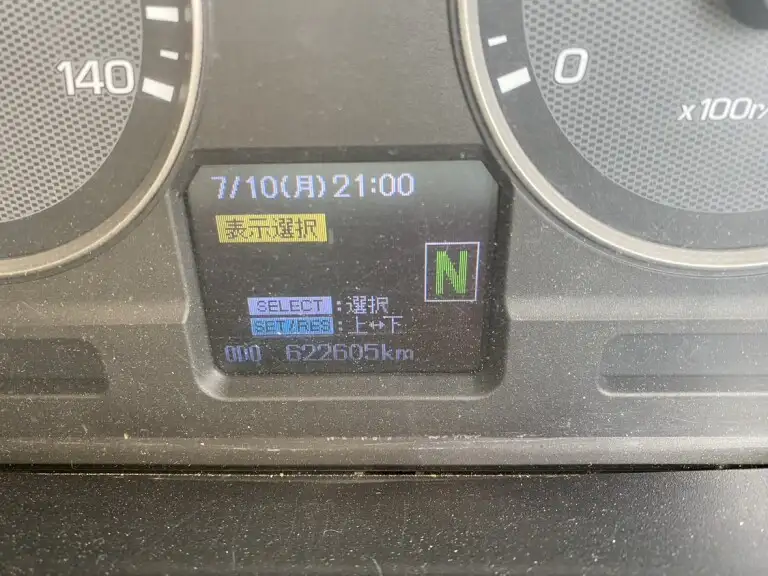 140
0
x100r/
7/10(月)21:00
表示選択
N
SELECT:選択
SET/RES:上↔下
ODO 622605km